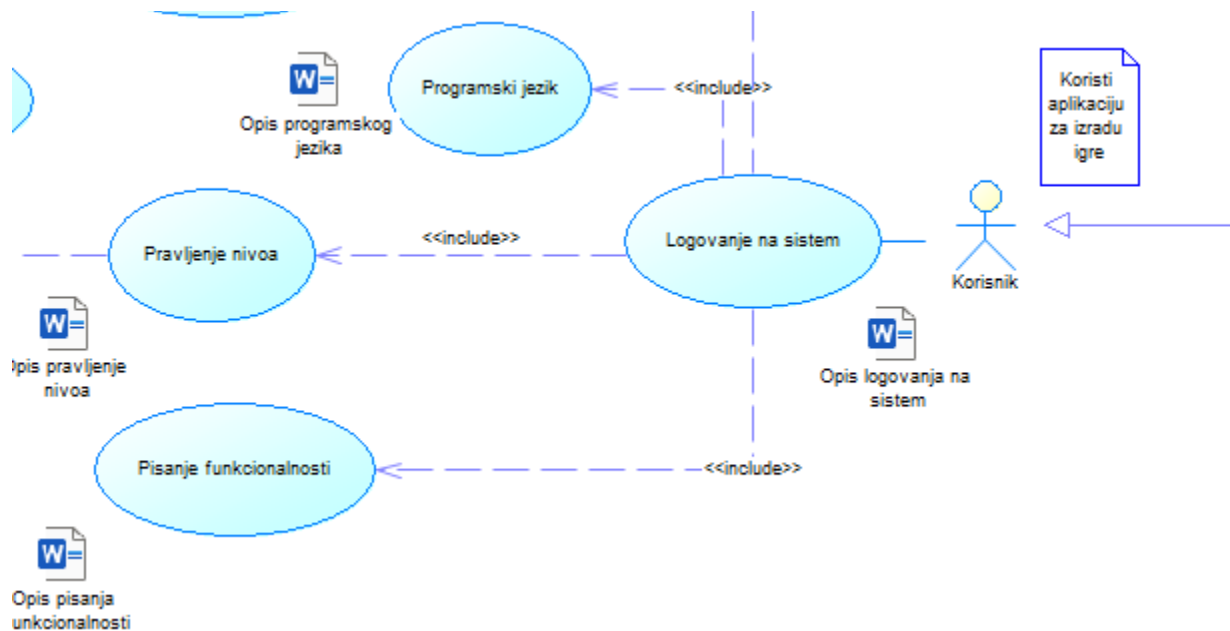 Programski jezik
<<include>>
Koristi
aplikaciju
za izradu
igre
Opis programskog
jezika
Pravljenje nivoa
<<include>>
Logovanje na sistem
Korisnik
pis pravljenje
nivoa
Opis logovanja na
sistem
Pisanje funkcionalnosti
<<include>>
Opis pisanja
unkcionalnosti